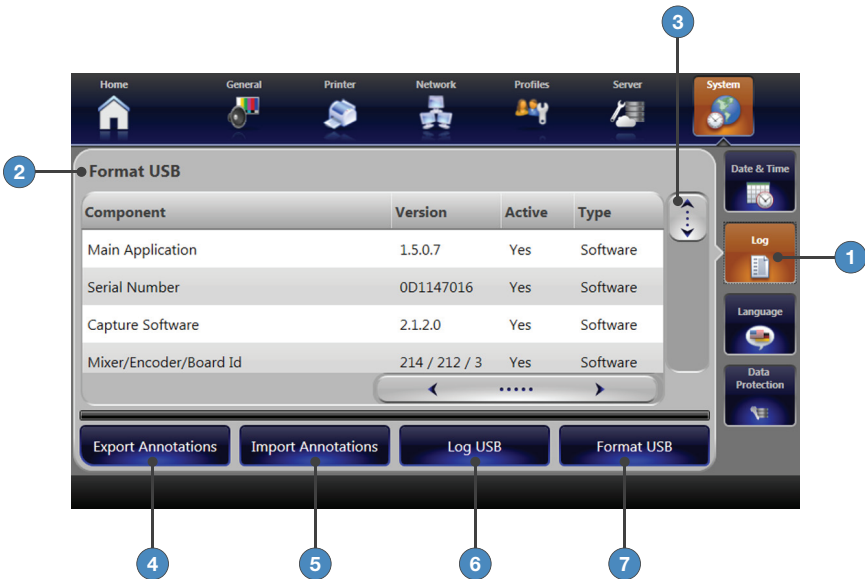 3
Home General Printer Network Profiles Server System
2 Format USB
Date & Time
Component Version Active Type
Main Application 1.5.0.7 Yes Software
Log
1
Serial Number 0D1147016 Yes Software
Capture Software 2.1.2.0 Yes Software
Language
Mixer/Encoder/Board Id 214 / 212 / 3 Yes Software
Data
Protection
Export Annotations Import Annotations Log USB Format USB
4 5 6 7